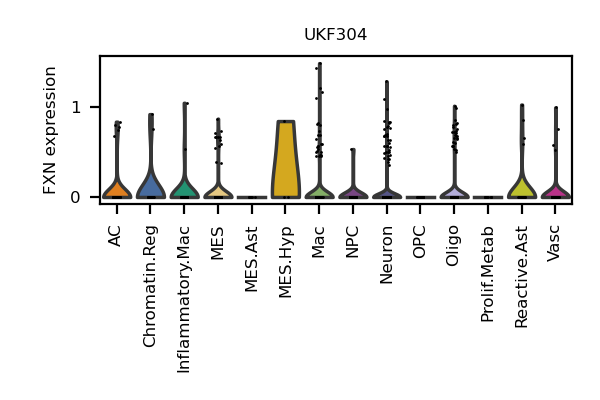 UKF304
FXN expression
1
0
AC
Chromatin.Reg
Inflammatory.Mac
MES
MES.Ast
MES.Hyp
Mac
NPC
Neuron
OPC
Oligo
Prolif.Metab
Reactive.Ast
Vasc